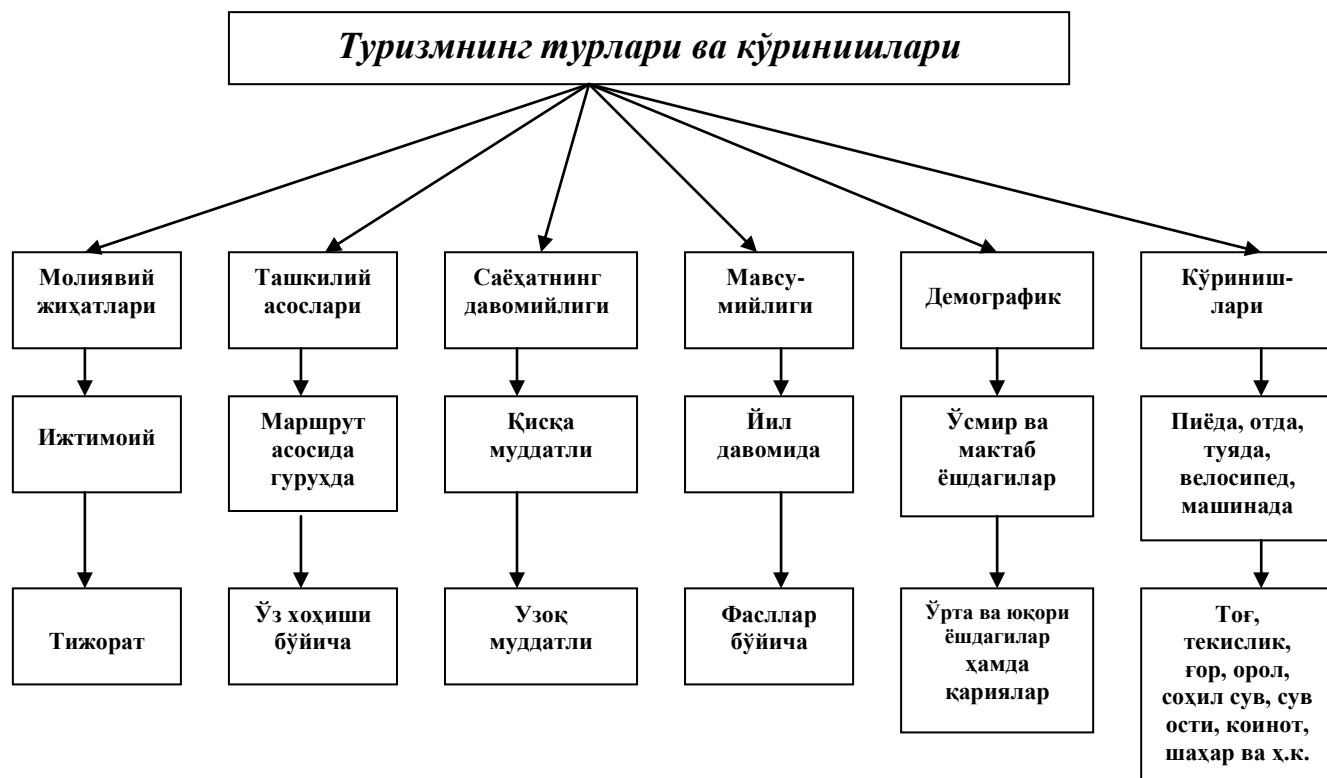 Туризмнинг турлари ва кўринишлари
Молиявий
жиҳатлари
Ташкилий
асослари
Саёҳатнинг
давомийлиги
Мавсу-
мийлиги
Демографик
Кўриниш-
лари
Ижтимоий
Маршрут
асосида
гуруҳда
Қисқа
муддатли
Йил
давомида
Ўсмир ва
мактаб
ёшдагилар
Пиёда, отда,
туяда,
велосипед,
машинада
Тижорат
Ўз хоҳиши
бўйича
Узоқ
муддатли
Фасллар
бўйича
Ўрта ва юқори
ёшдагилар
ҳамда
қариялар
Тоғ,
текислик,
ғор, орол,
соҳил сув, сув
ости, коинот,
шаҳар ва ҳ.к.